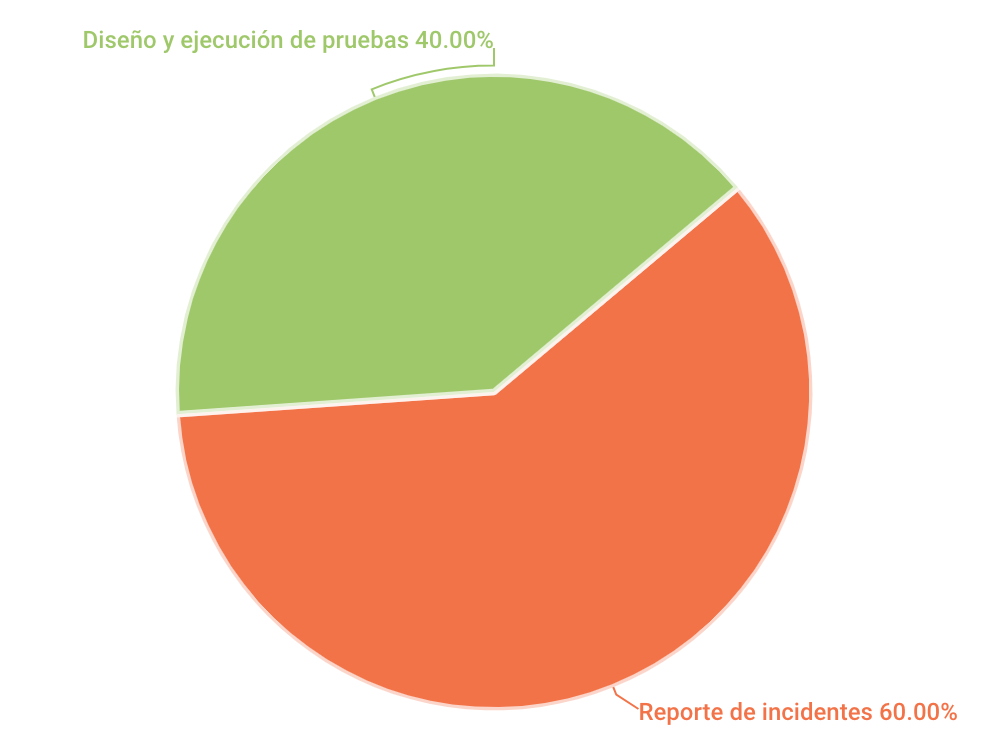 Diseño y ejecución de pruebas 40.00%
Reporte de incidentes 60.00%